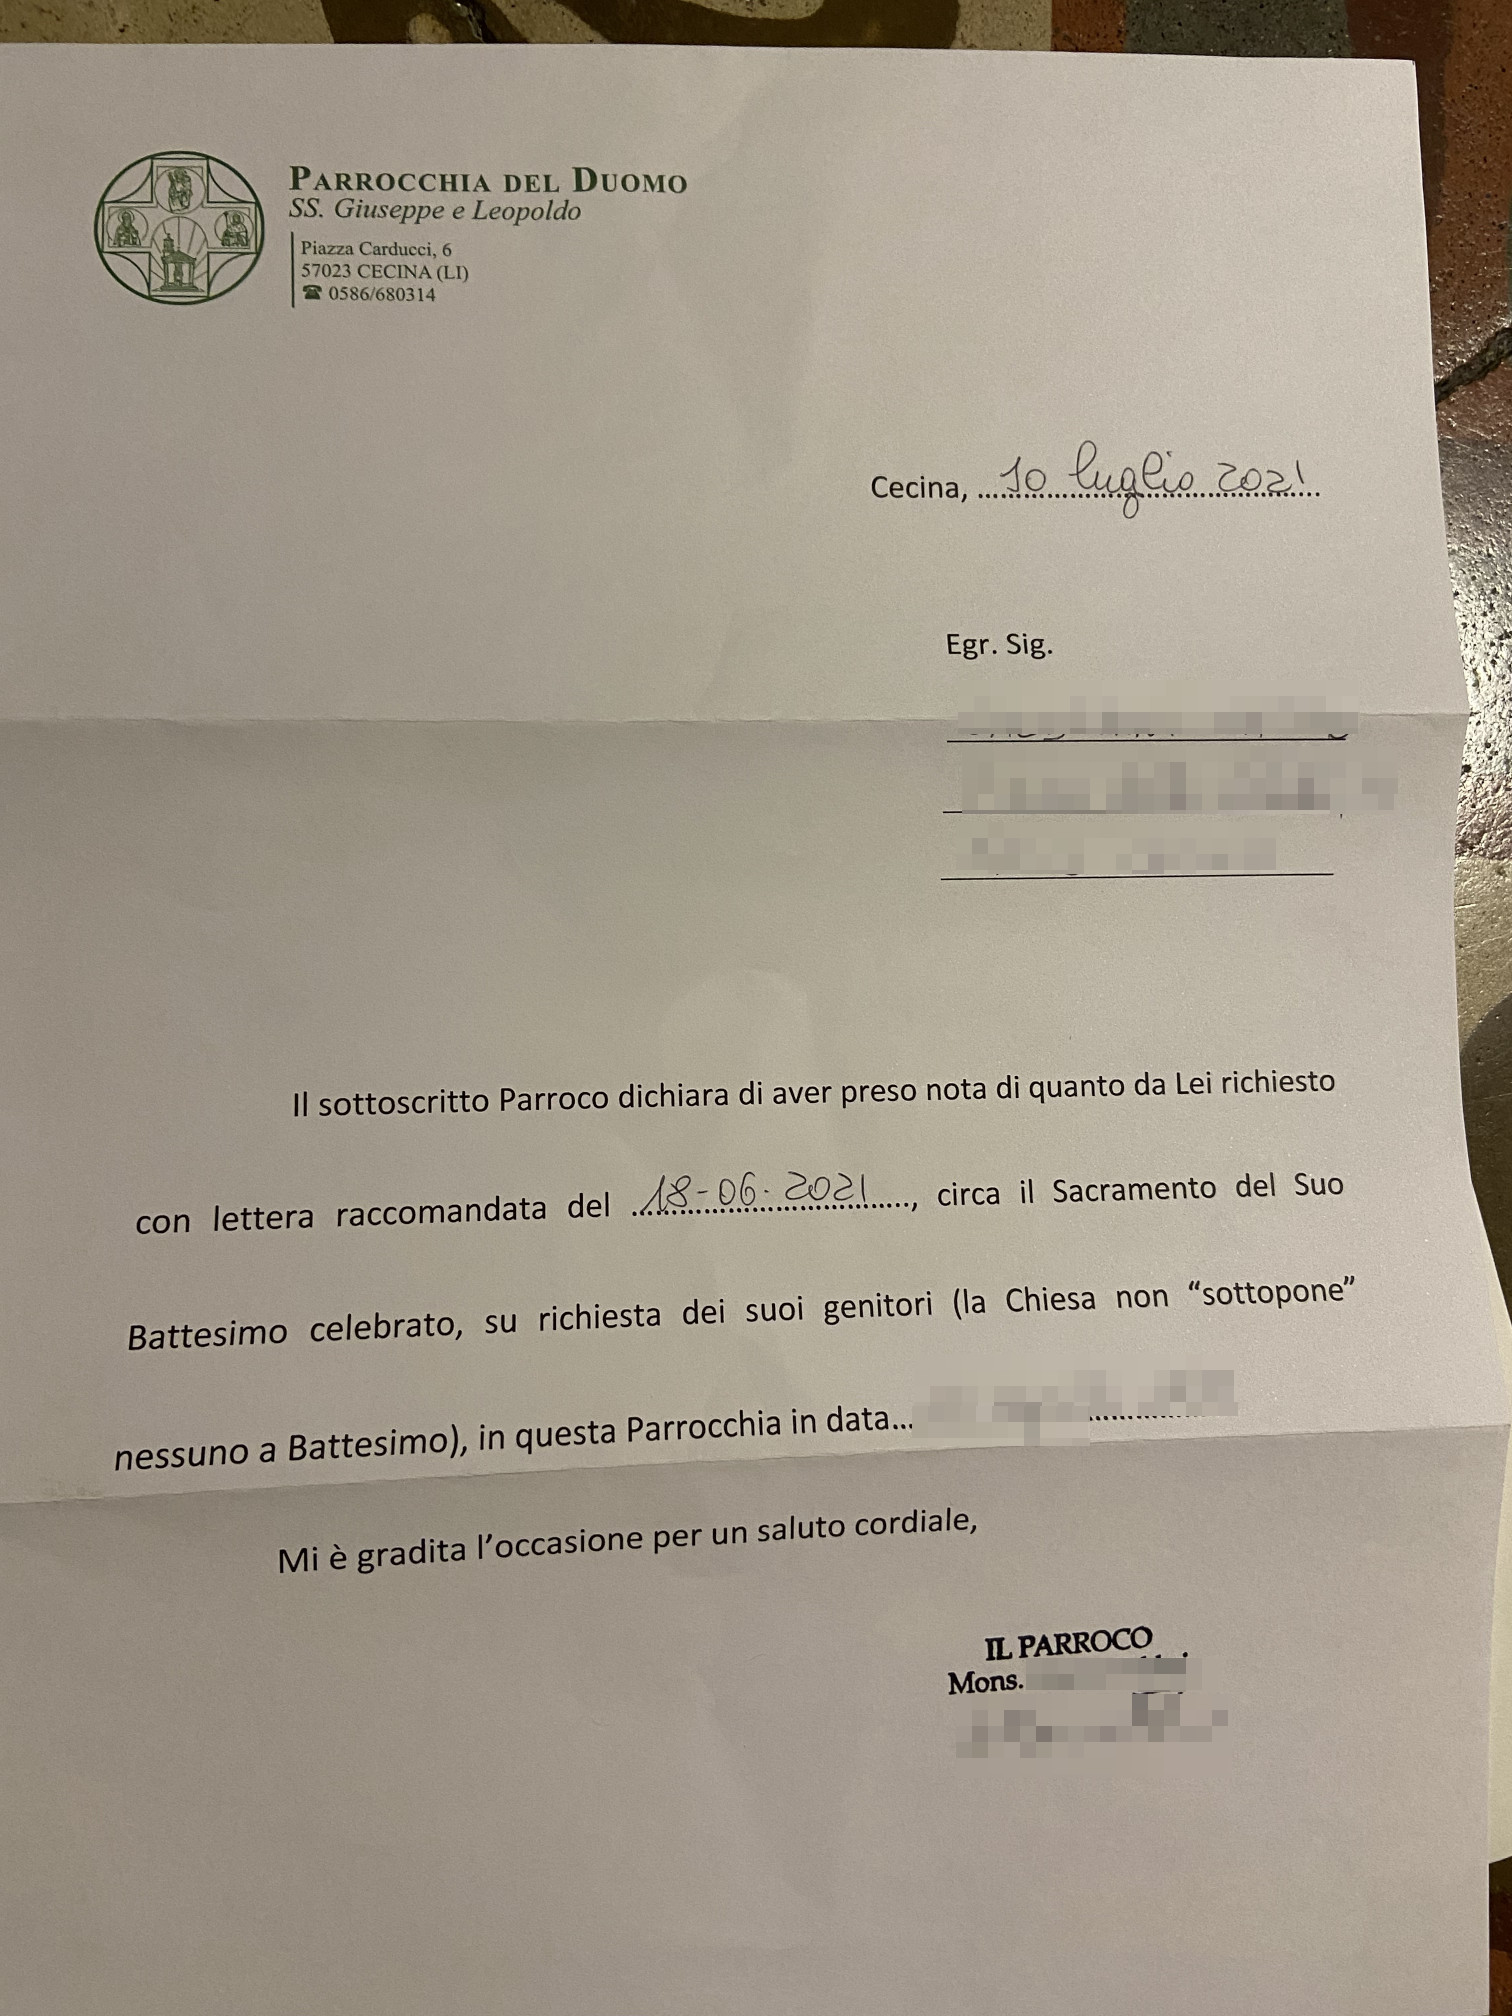 PARROCCHIA DEL DUOMO
SS. Giuseppe e Leopoldo
Piazza Carducci, 6
57023 CECINA (LI)
☎ 0586/680314
Cecina, 10 luglio 2021
Egr. Sig.
Il sottoscritto Parroco dichiara di aver preso nota di quanto da Lei richiesto
con lettera raccomandata del 18-06-2021, circa il Sacramento del Suo
Battesimo celebrato, su richiesta dei suoi genitori (la Chiesa non “sottopone”
nessuno a Battesimo), in questa Parrocchia in data...
Mi è gradita l’occasione per un saluto cordiale,
IL PARROCO
Mons.